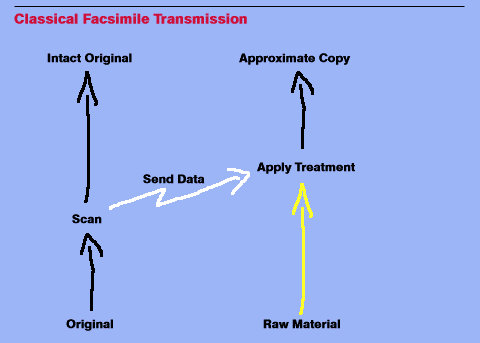 Classical Facsimile Transmission
Intact Original
Approximate Copy
Send Data
Apply Treatment
Scan
Original
Raw Material